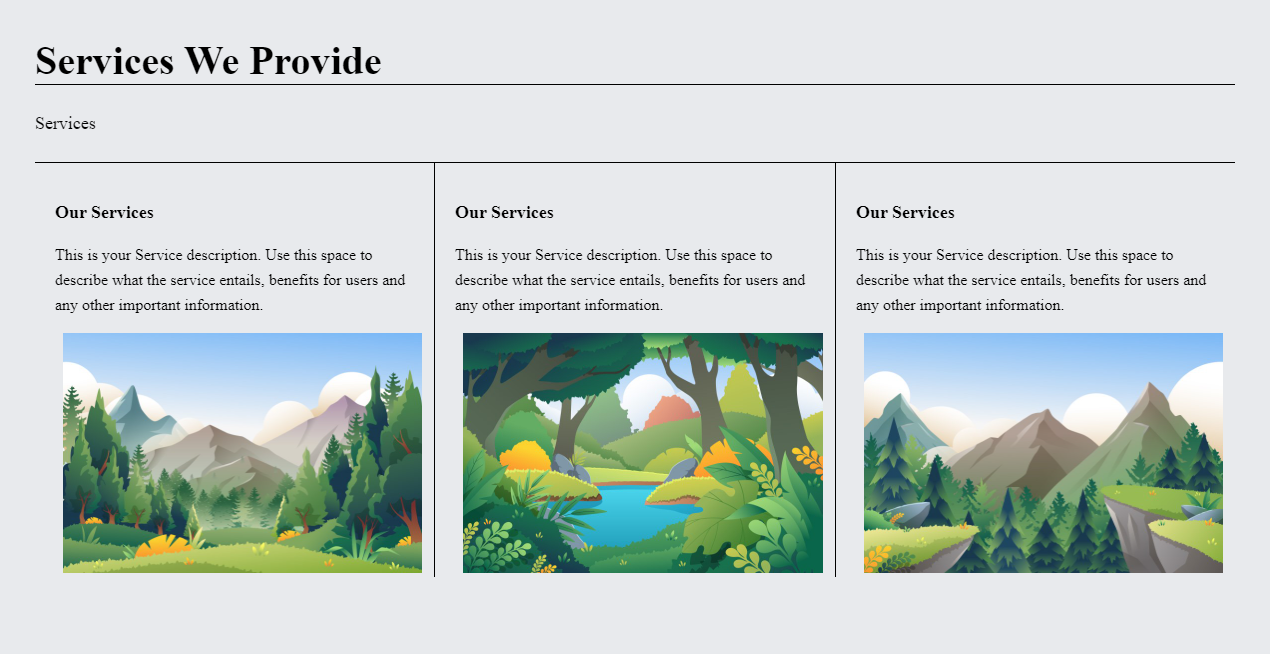 Services We Provide
Services
Our Services
This is your Service description. Use this space to
describe what the service entails, benefits for users and
any other important information.
Our Services
This is your Service description. Use this space to
describe what the service entails, benefits for users and
any other important information.
Our Services
This is your Service description. Use this space to
describe what the service entails, benefits for users and
any other important information.